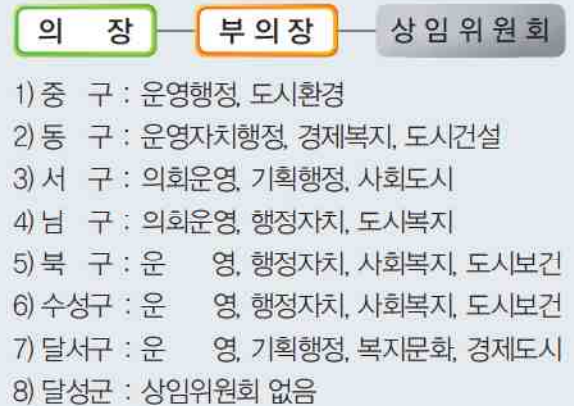 의 장 부의장 상임위원회
1) 중 구 : 운영행정, 도시환경
2) 동 구 : 운영자치행정, 경제복지, 도시건설
3) 서 구 : 의회운영, 기획행정, 사회도시
4) 남 구 : 의회운영, 행정자치, 도시복지
5) 북 구 : 운 영, 행정자치, 사회복지, 도시보건
6) 수성구 : 운 영, 행정자치, 사회복지, 도시보건
7) 달서구 : 운 영, 기획행정, 복지문화, 경제도시
8) 달성군 : 상임위원회 없음